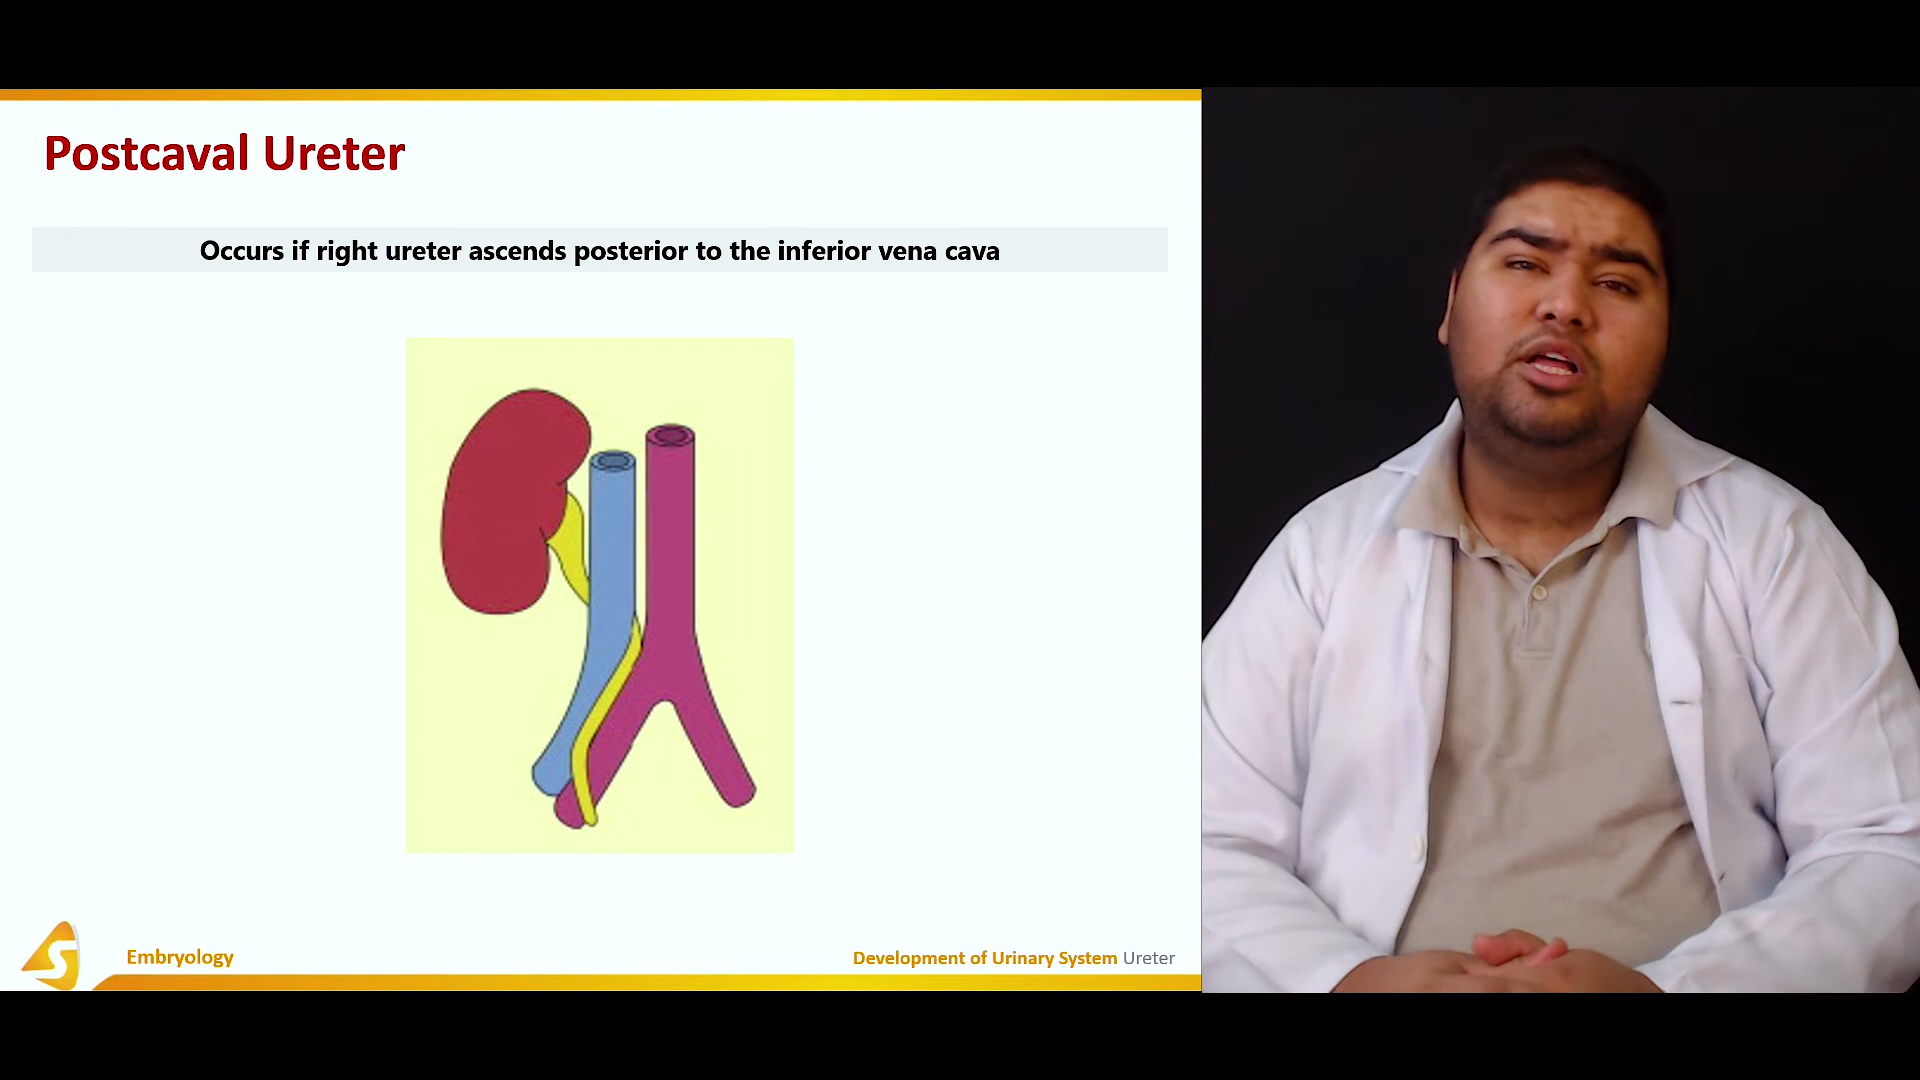 Postcaval Ureter
Occurs if right ureter ascends posterior to the inferior vena cava
Embryology
Development of Urinary System Ureter